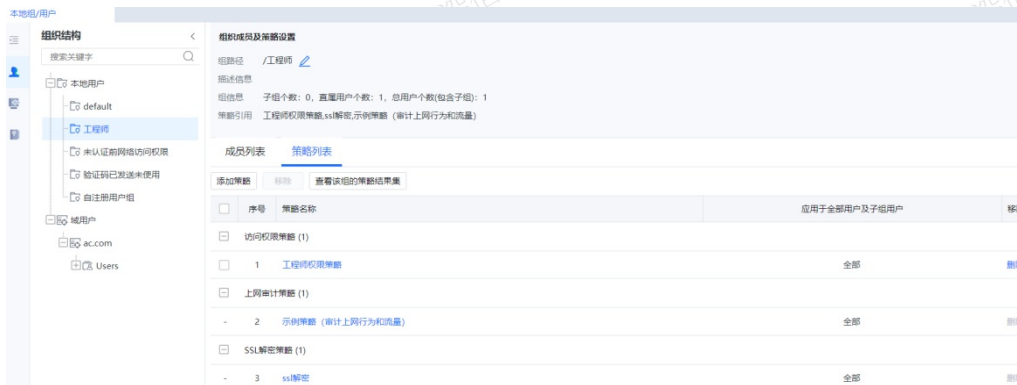 本地组/用户
组织结构
搜索关键字
本地用户
default
工程师
未认证前网络访问权限
验证码已发送未使用
自注册用户组
域用户
ac.com
Users
组织成员及策略设置
组路径 /工程师
描述信息
组信息 子组个数：0，直属用户个数：1，总用户个数(包含子组)：1
策略引用 工程师权限策略,ssl解密,示例策略（审计上网行为和流量）
成员列表 策略列表
添加策略 移除 查看该组的策略结果集
序号 策略名称 应用于全部用户及子组用户 移
访问权限策略 (1)
1 工程师权限策略 全部 删
上网审计策略 (1)
- 2 示例策略（审计上网行为和流量） 全部 删
SSL解密策略 (1)
- 3 ssl解密 全部 删